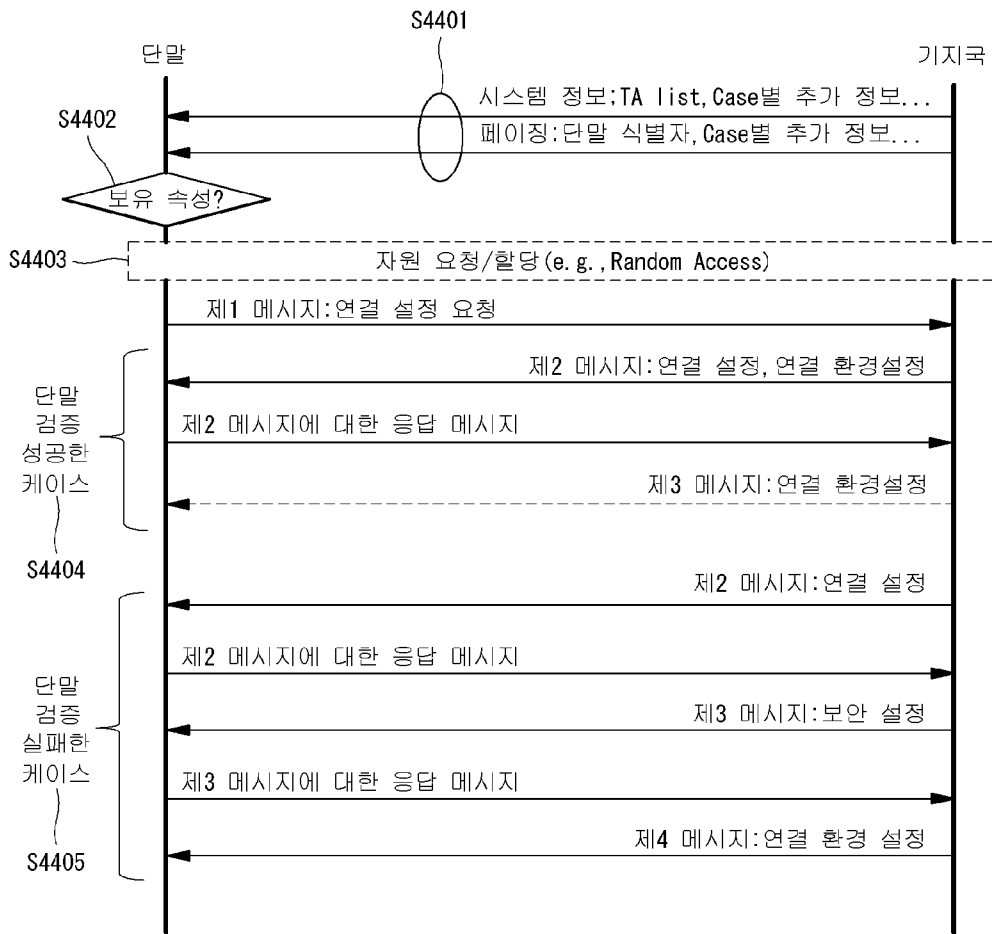 S4401
단말
기지국
시스템 정보;TA list,Case별 추가 정보...
S4402
페이징:단말 식별자,Case별 추가 정보...
보유 속성?
S4403
자원 요청/할당(e.g.,Random Access)
제1 메시지:연결 설정 요청
제2 메시지:연결 설정,연결 환경설정
단말
검증
성공한
케이스
제2 메시지에 대한 응답 메시지
제3 메시지:연결 환경설정
S4404
제2 메시지:연결 설정
제2 메시지에 대한 응답 메시지
단말
검증
실패한
케이스
제3 메시지:보안 설정
제3 메시지에 대한 응답 메시지
제4 메시지:연결 환경 설정
S4405